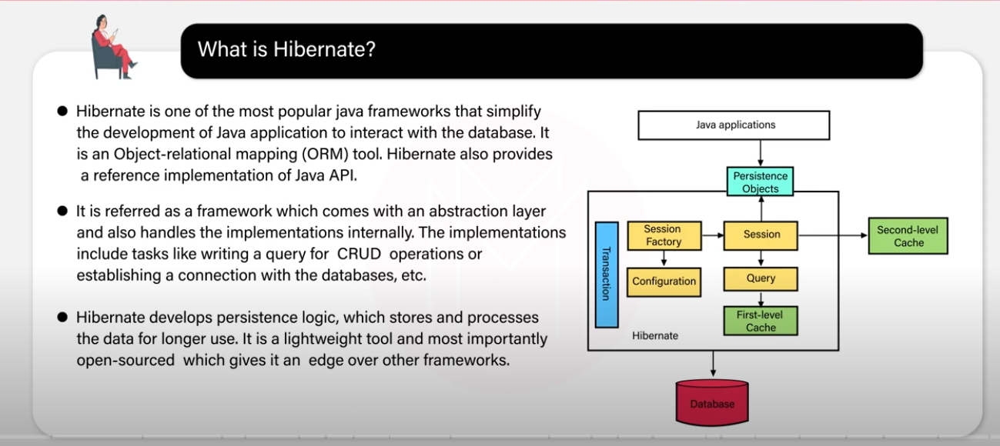 What is Hibernate?
● Hibernate is one of the most popular java frameworks that simplify
the development of Java application to interact with the database. It
is an Object-relational mapping (ORM) tool. Hibernate also provides
a reference implementation of Java API.
● It is referred as a framework which comes with an abstraction layer
and also handles the implementations internally. The implementations
include tasks like writing a query for CRUD operations or
establishing a connection with the databases, etc.
● Hibernate develops persistence logic, which stores and processes
the data for longer use. It is a lightweight tool and most importantly
open-sourced which gives it an edge over other frameworks.
Java applications
Persistence
Objects
Transaction
Session
Factory
Session
Second-level
Cache
Configuration
Query
First-level
Cache
Hibernate
Database